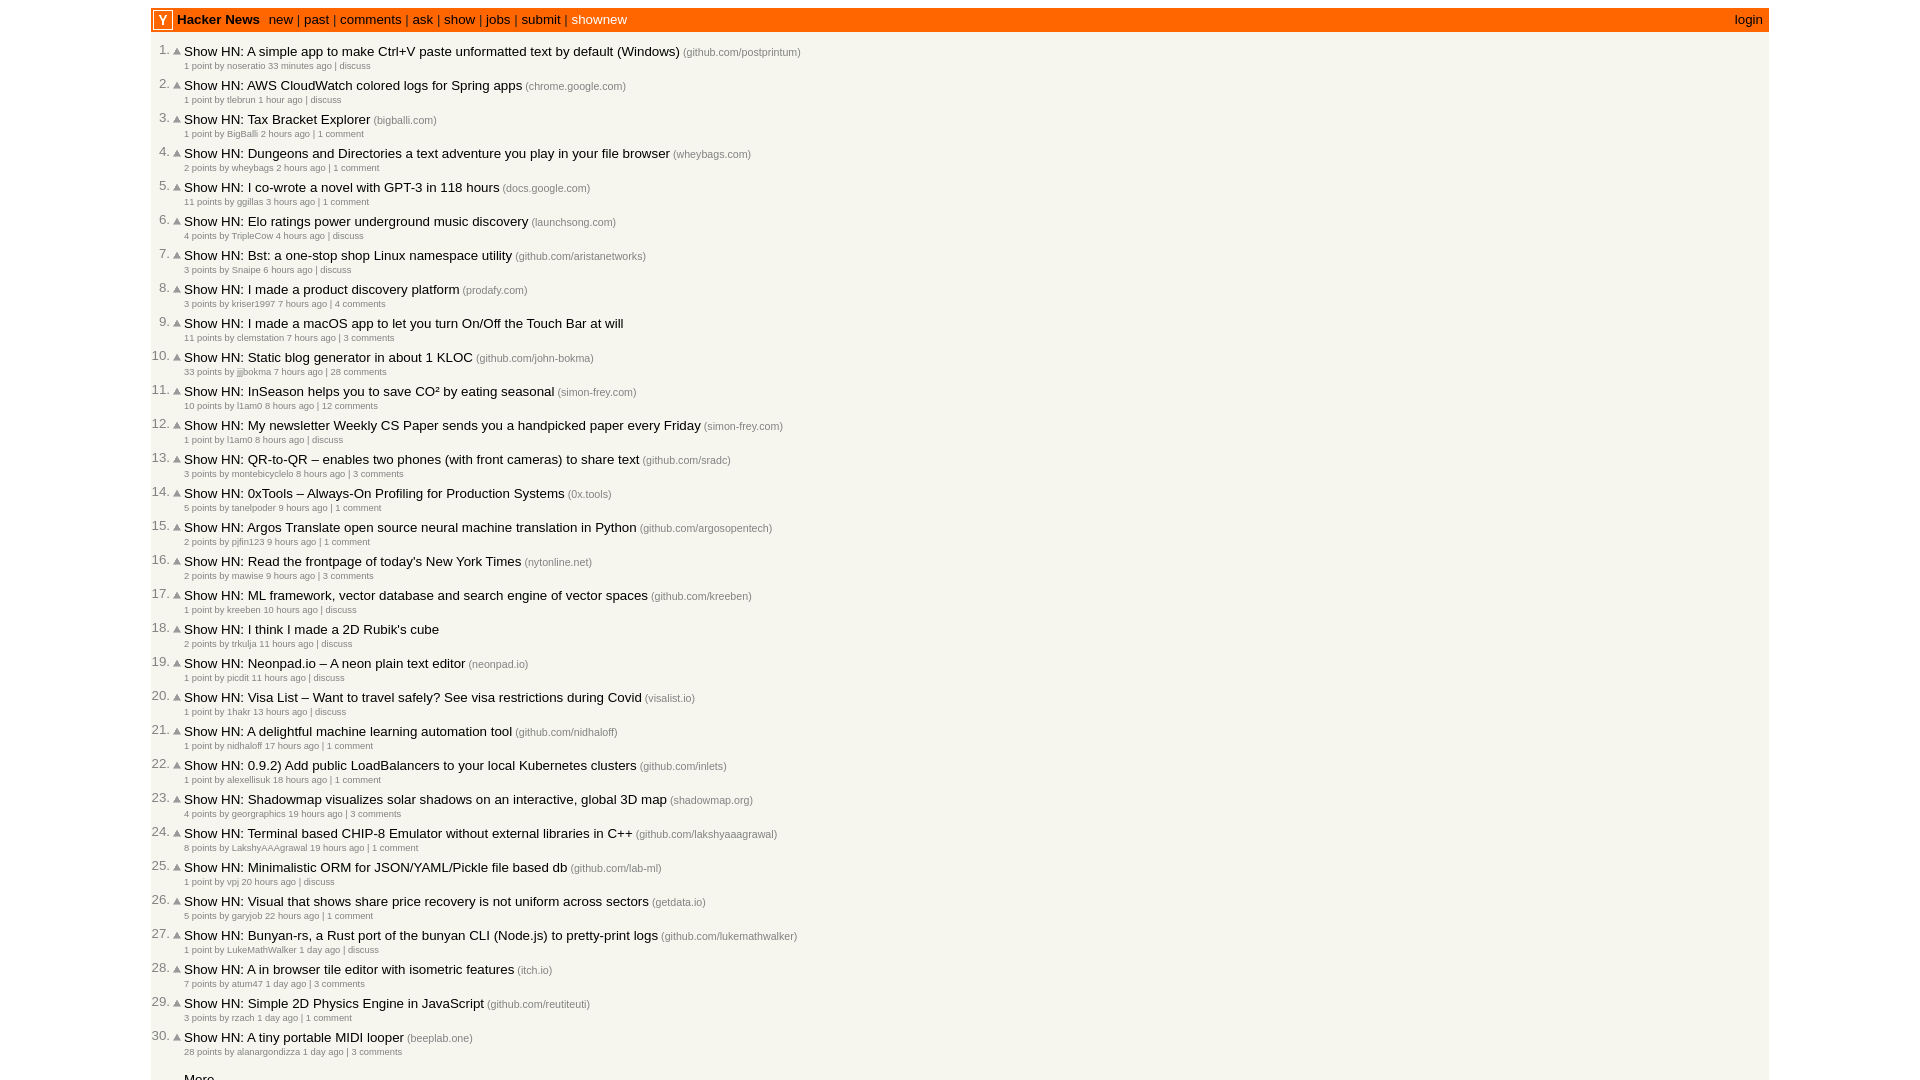 Y Hacker News new | past | comments | ask | show | jobs | submit | shownew login
1. Show HN: A simple app to make Ctrl+V paste unformatted text by default (Windows) (github.com/postprintum)
1 point by noseratio 33 minutes ago | discuss
2. Show HN: AWS CloudWatch colored logs for Spring apps (chrome.google.com)
1 point by tlebrun 1 hour ago | discuss
3. Show HN: Tax Bracket Explorer (bigballi.com)
1 point by BigBalli 2 hours ago | 1 comment
4. Show HN: Dungeons and Directories a text adventure you play in your file browser (wheybags.com)
2 points by wheybags 2 hours ago | 1 comment
5. Show HN: I co-wrote a novel with GPT-3 in 118 hours (docs.google.com)
11 points by ggillas 3 hours ago | 1 comment
6. Show HN: Elo ratings power underground music discovery (launchsong.com)
4 points by TripleCow 4 hours ago | discuss
7. Show HN: Bst: a one-stop shop Linux namespace utility (github.com/aristanetworks)
3 points by Snaipe 6 hours ago | discuss
8. Show HN: I made a product discovery platform (prodafy.com)
3 points by kriser1997 7 hours ago | 4 comments
9. Show HN: I made a macOS app to let you turn On/Off the Touch Bar at will
11 points by clemstation 7 hours ago | 3 comments
10. Show HN: Static blog generator in about 1 KLOC (github.com/john-bokma)
33 points by jjjbokma 7 hours ago | 28 comments
11. Show HN: InSeason helps you to save CO² by eating seasonal (simon-frey.com)
10 points by l1am0 8 hours ago | 12 comments
12. Show HN: My newsletter Weekly CS Paper sends you a handpicked paper every Friday (simon-frey.com)
1 point by l1am0 8 hours ago | discuss
13. Show HN: QR-to-QR – enables two phones (with front cameras) to share text (github.com/sradc)
3 points by montebicyclelo 8 hours ago | 3 comments
14. Show HN: 0xTools – Always-On Profiling for Production Systems (0x.tools)
5 points by tanelpoder 9 hours ago | 1 comment
15. Show HN: Argos Translate open source neural machine translation in Python (github.com/argosopentech)
2 points by pjfin123 9 hours ago | 1 comment
16. Show HN: Read the frontpage of today's New York Times (nytonline.net)
2 points by mawise 9 hours ago | 3 comments
17. Show HN: ML framework, vector database and search engine of vector spaces (github.com/kreeben)
1 point by kreeben 10 hours ago | discuss
18. Show HN: I think I made a 2D Rubik's cube
2 points by trkulja 11 hours ago | discuss
19. Show HN: Neonpad.io – A neon plain text editor (neonpad.io)
1 point by picdit 11 hours ago | discuss
20. Show HN: Visa List – Want to travel safely? See visa restrictions during Covid (visalist.io)
1 point by 1hakr 13 hours ago | discuss
21. Show HN: A delightful machine learning automation tool (github.com/nidhaloff)
1 point by nidhaloff 17 hours ago | 1 comment
22. Show HN: 0.9.2) Add public LoadBalancers to your local Kubernetes clusters (github.com/inlets)
1 point by alexellisuk 18 hours ago | 1 comment
23. Show HN: Shadowmap visualizes solar shadows on an interactive, global 3D map (shadowmap.org)
4 points by georgraphics 19 hours ago | 3 comments
24. Show HN: Terminal based CHIP-8 Emulator without external libraries in C++ (github.com/lakshyaaagrawal)
8 points by LakshyAAAgrawal 19 hours ago | 1 comment
25. Show HN: Minimalistic ORM for JSON/YAML/Pickle file based db (github.com/lab-ml)
1 point by vpj 20 hours ago | discuss
26. Show HN: Visual that shows share price recovery is not uniform across sectors (getdata.io)
5 points by garyjob 22 hours ago | 1 comment
27. Show HN: Bunyan-rs, a Rust port of the bunyan CLI (Node.js) to pretty-print logs (github.com/lukemathwalker)
1 point by LukeMathWalker 1 day ago | discuss
28. Show HN: A in browser tile editor with isometric features (itch.io)
7 points by atum47 1 day ago | 3 comments
29. Show HN: Simple 2D Physics Engine in JavaScript (github.com/reutiteuti)
3 points by rzach 1 day ago | 1 comment
30. Show HN: A tiny portable MIDI looper (beeplab.one)
28 points by alanargondizza 1 day ago | 3 comments
More